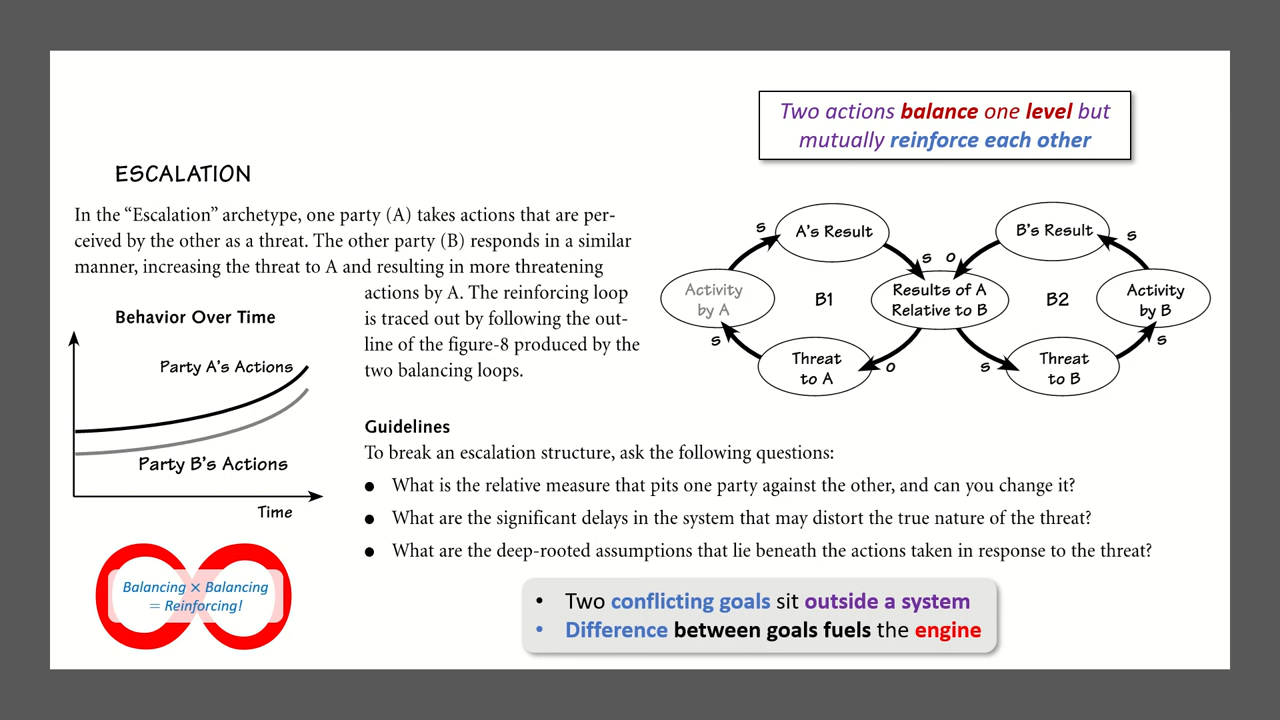 Two actions balance one level but
mutually reinforce each other
ESCALATION
In the “Escalation” archetype, one party (A) takes actions that are per-
ceived by the other as a threat. The other party (B) responds in a similar
manner, increasing the threat to A and resulting in more threatening
actions by A. The reinforcing loop
is traced out by following the out-
line of the figure-8 produced by the
two balancing loops.
Behavior Over Time
Party A's Actions
Party B's Actions
Time
s
A's Result
s
o
B's Result
s
Activity
by A
B1
Results of A
Relative to B
B2
Activity
by B
s
Threat
to A
o
s
Threat
to B
s
Guidelines
To break an escalation structure, ask the following questions:
● What is the relative measure that pits one party against the other, and can you change it?
● What are the significant delays in the system that may distort the true nature of the threat?
● What are the deep-rooted assumptions that lie beneath the actions taken in response to the threat?
Balancing × Balancing
= Reinforcing!
• Two conflicting goals sit outside a system
• Difference between goals fuels the engine